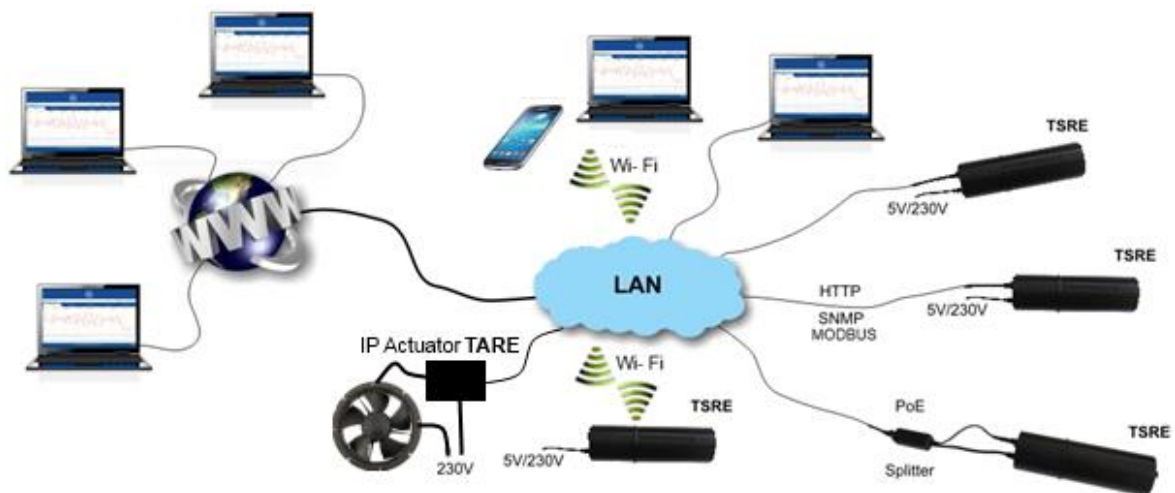 TSRE
Wi- Fi
5V/230V
WWW
TSRE
LAN
HTTP
5V/230V
SNMP
MODBUS
IP Actuator TARE
Wi- Fi
TSRE
PoE
TSRE
5V/230V
230V
Splitter